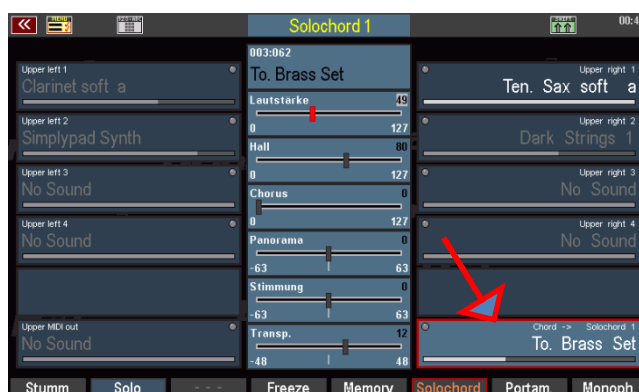 MENU
Solochord 1
SHIFT
00:4
003:062
To. Brass Set
Upper left 1
Clarinet soft a
Upper right 1
Ten. Sax soft a
Lautstärke 49
0 127
Upper left 2
Simplypad Synth
Upper right 2
Dark Strings 1
Hall 80
0 127
Upper left 3
No Sound
Upper right 3
No Sound
Chorus 0
0 127
Upper left 4
No Sound
Upper right 4
No Sound
Panorama 0
-63 63
Stimmung 0
-63 63
Upper MIDI out
No Sound
Chord -> Solochord 1
To. Brass Set
Transp. 12
-48 48
Stumm Solo - - - Freeze Memory Solochord Portam. Monoph